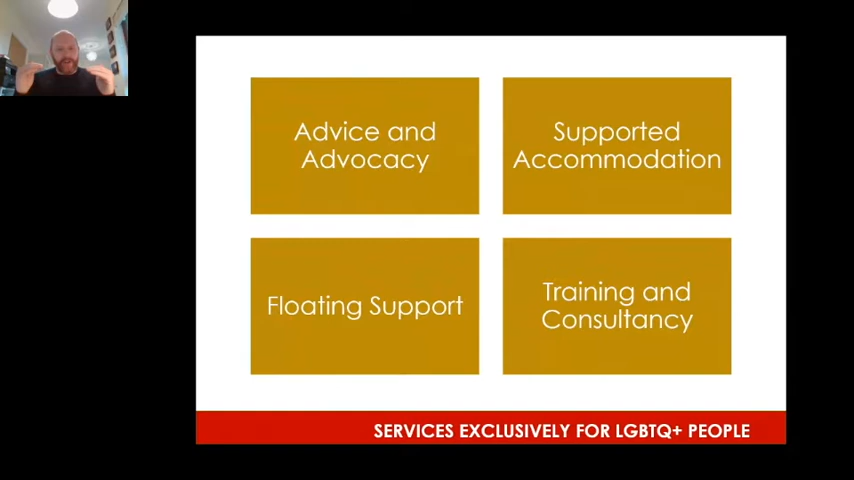 Advice and
Advocacy
Supported
Accommodation
Floating Support
Training and
Consultancy
SERVICES EXCLUSIVELY FOR LGBTQ+ PEOPLE